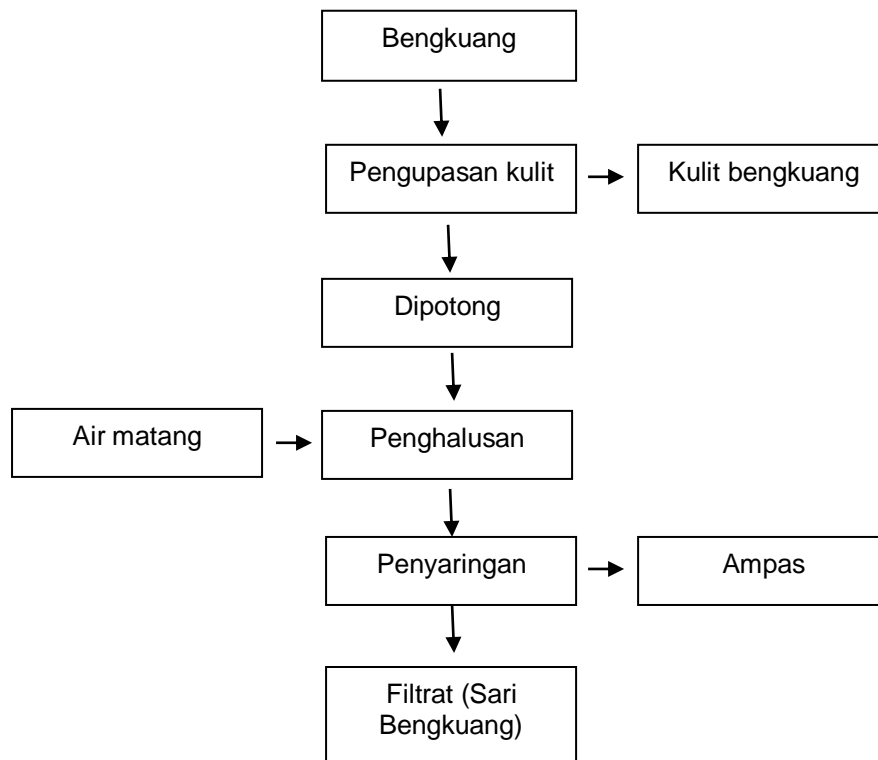 Bengkuang
Pengupasan kulit
Kulit bengkuang
Dipotong
Air matang
Penghalusan
Penyaringan
Ampas
Filtrat (Sari
Bengkuang)